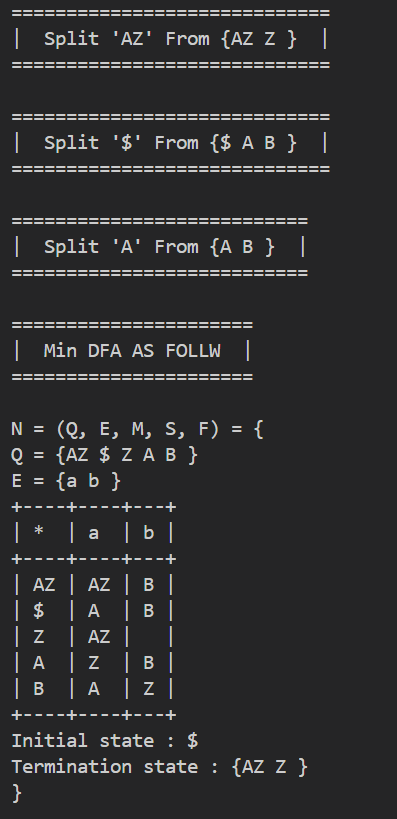 =============================
|  Split 'AZ' From {AZ Z }  |
=============================

=============================
|  Split '$' From {$ A B }  |
=============================

===========================
|  Split 'A' From {A B }  |
===========================

======================
|  Min DFA AS FOLLW  |
======================

N = (Q, E, M, S, F) = {
Q = {AZ $ Z A B }
E = {a b }
+----+----+---+
| *  | a  | b |
+----+----+---+
| AZ | AZ | B |
| $  | A  | B |
| Z  | AZ |   |
| A  | Z  | B |
| B  | A  | Z |
+----+----+---+
Initial state : $
Termination state : {AZ Z }
}